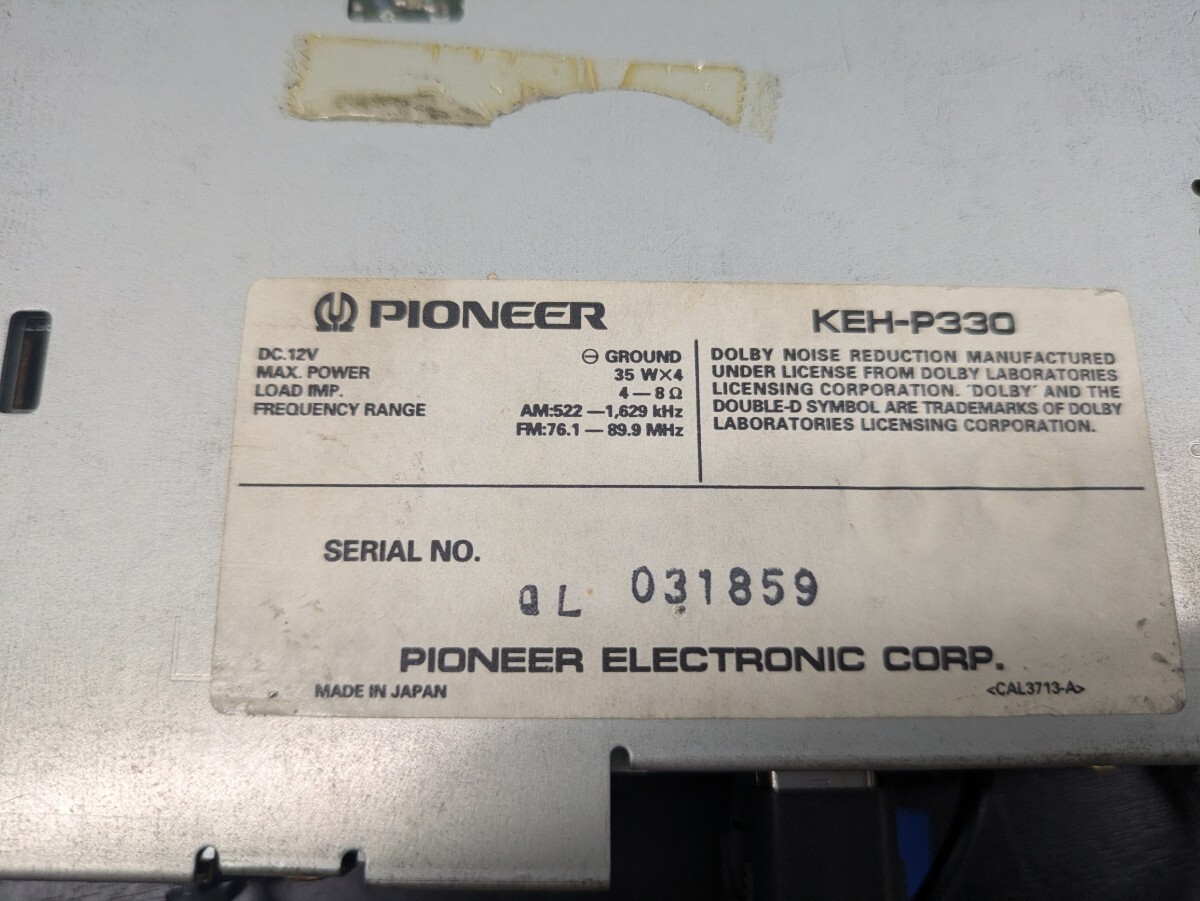 PIONEER
KEH-P330
DC.12V ⊖ GROUND
MAX. POWER 35 W×4
LOAD IMP. 4 — 8 Ω
FREQUENCY RANGE AM:522 — 1,629 kHz
FM:76.1 — 89.9 MHz
DOLBY NOISE REDUCTION MANUFACTURED
UNDER LICENSE FROM DOLBY LABORATORIES
LICENSING CORPORATION. "DOLBY" AND THE
DOUBLE-D SYMBOL ARE TRADEMARKS OF DOLBY
LABORATORIES LICENSING CORPORATION.
SERIAL NO.
QL 031859
PIONEER ELECTRONIC CORP.
MADE IN JAPAN <CAL3713-A>